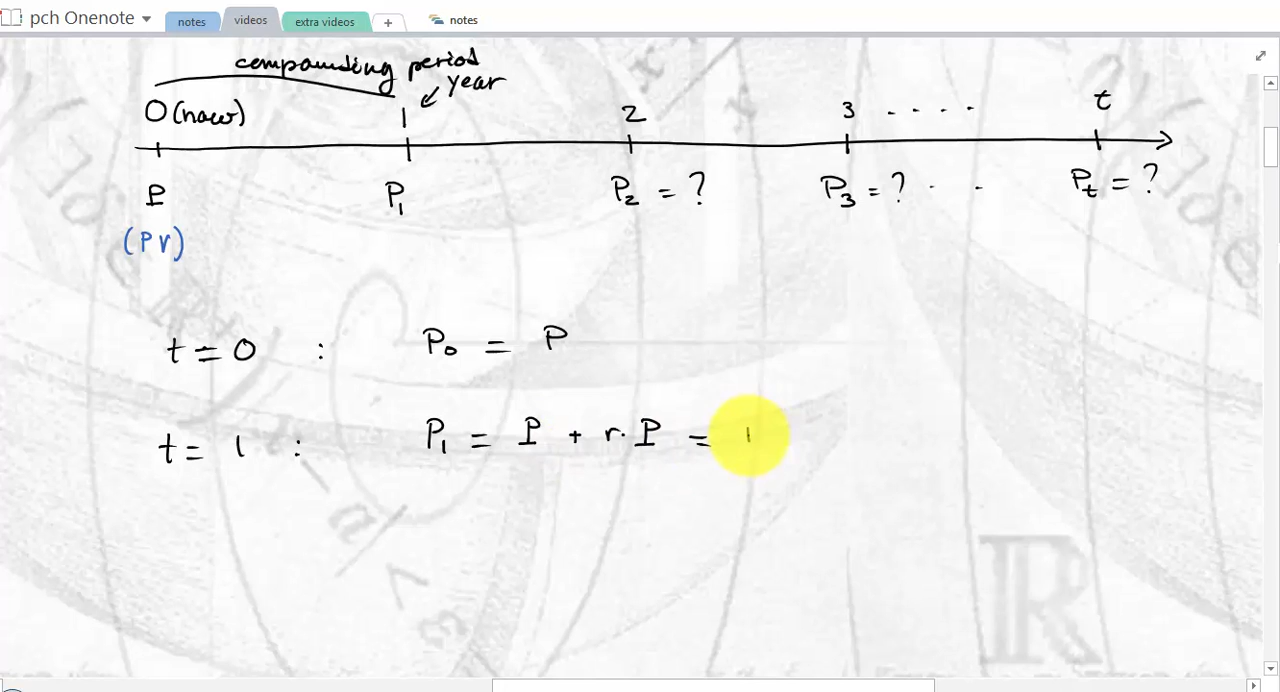 pch Onenote notes videos extra videos + notes
compounding period
year
0 (now) 1 2 3 . . . . t
P P₁ P₂ = ? P₃ = ? . . Pₜ = ?
(PV)
t = 0 : P₀ = P
t = 1 : P₁ = P + r. P =
ℝ